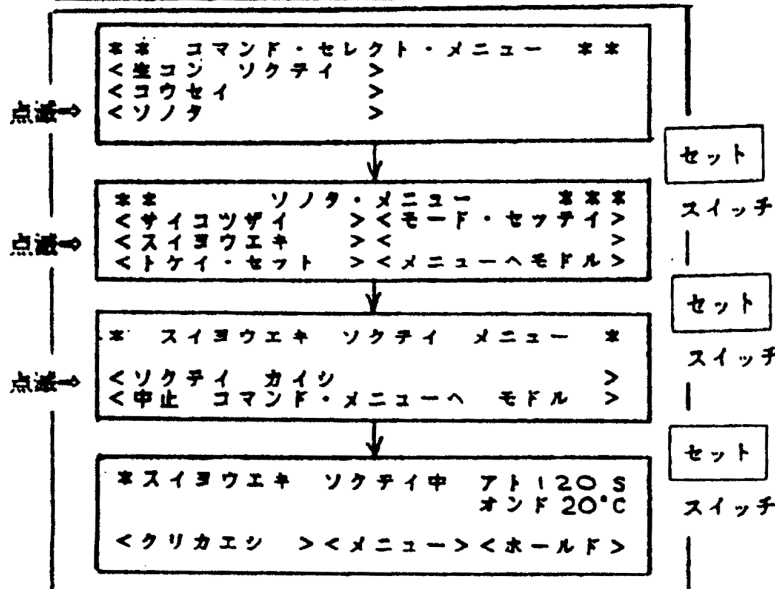 ** コマンド・セレクト・メニュー **
<生コン ソクテイ >
<コウセイ >
点滅⇒ <ソノタ >
セット
スイッチ
** ソノタ・メニュー ***
<サイコツザイ ><モード・セッテイ>
点滅⇒ <スイヨウエキ >< >
<トケイ・セット ><メニューヘモドル>
セット
スイッチ
* スイヨウエキ ソクテイ メニュー *
点滅⇒ <ソクテイ カイシ >
<中止 コマンド・メニューヘ モドル >
セット
スイッチ
*スイヨウエキ ソクテイ中 アト120S
オンド20°C
<クリカエシ ><メニュー><ホールド>